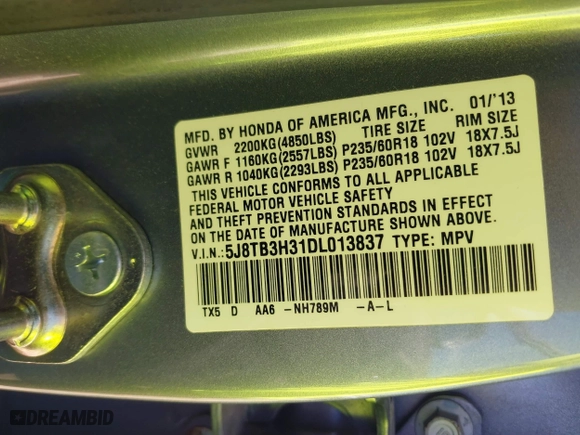 MFD. BY HONDA OF AMERICA MFG., INC. 01/'13
GVWR 2200KG(4850LBS) TIRE SIZE RIM SIZE
GAWR F 1160KG(2557LBS) P235/60R18 102V 18X7.5J
GAWR R 1040KG(2293LBS) P235/60R18 102V 18X7.5J
THIS VEHICLE CONFORMS TO ALL APPLICABLE
FEDERAL MOTOR VEHICLE SAFETY
AND THEFT PREVENTION STANDARDS IN EFFECT
ON THE DATE OF MANUFACTURE SHOWN ABOVE.
V.I.N.:5J8TB3H31DL013837 TYPE: MPV
TX5 D AA6 -NH789M -A-L
DREAMBID